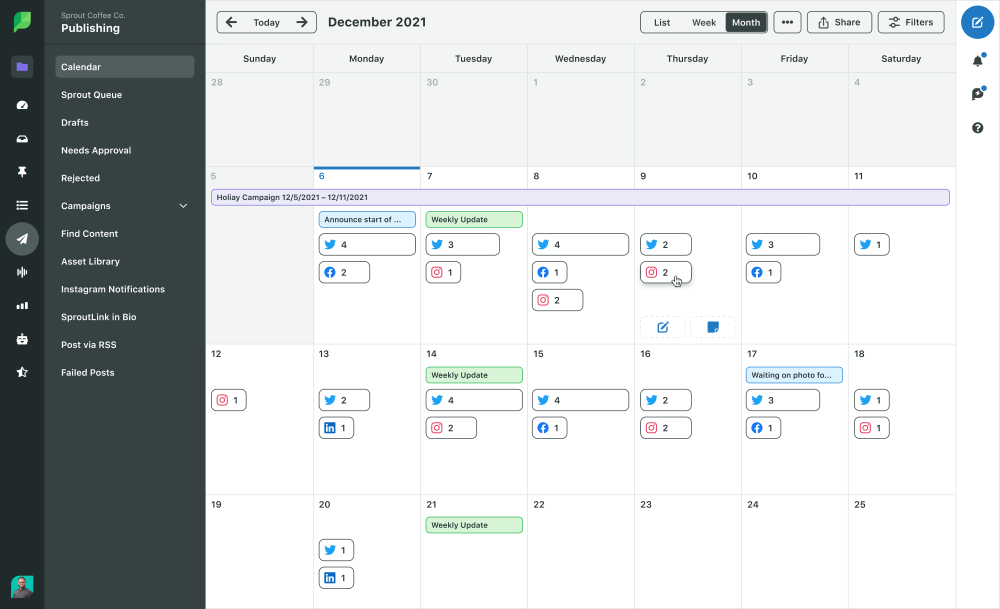 Sprout Coffee Co.
Publishing
Calendar
Sprout Queue
Drafts
Needs Approval
Rejected
Campaigns
Find Content
Asset Library
Instagram Notifications
SproutLink in Bio
Post via RSS
Failed Posts
Today
December 2021
List
Week
Month
Share
Filters
Sunday Monday Tuesday Wednesday Thursday Friday Saturday
28 29 30 1 2 3 4
5 6 7 8 9 10 11
Holiay Campaign 12/5/2021 – 12/11/2021
Announce start of ...
Weekly Update
4 3 4 2 3 1
2 1 1 2 1
2
12 13 14 15 16 17 18
Weekly Update
Waiting on photo fo...
1 2 4 4 2 3 1
1 2 1 2 1 1
19 20 21 22 23 24 25
Weekly Update
1
1